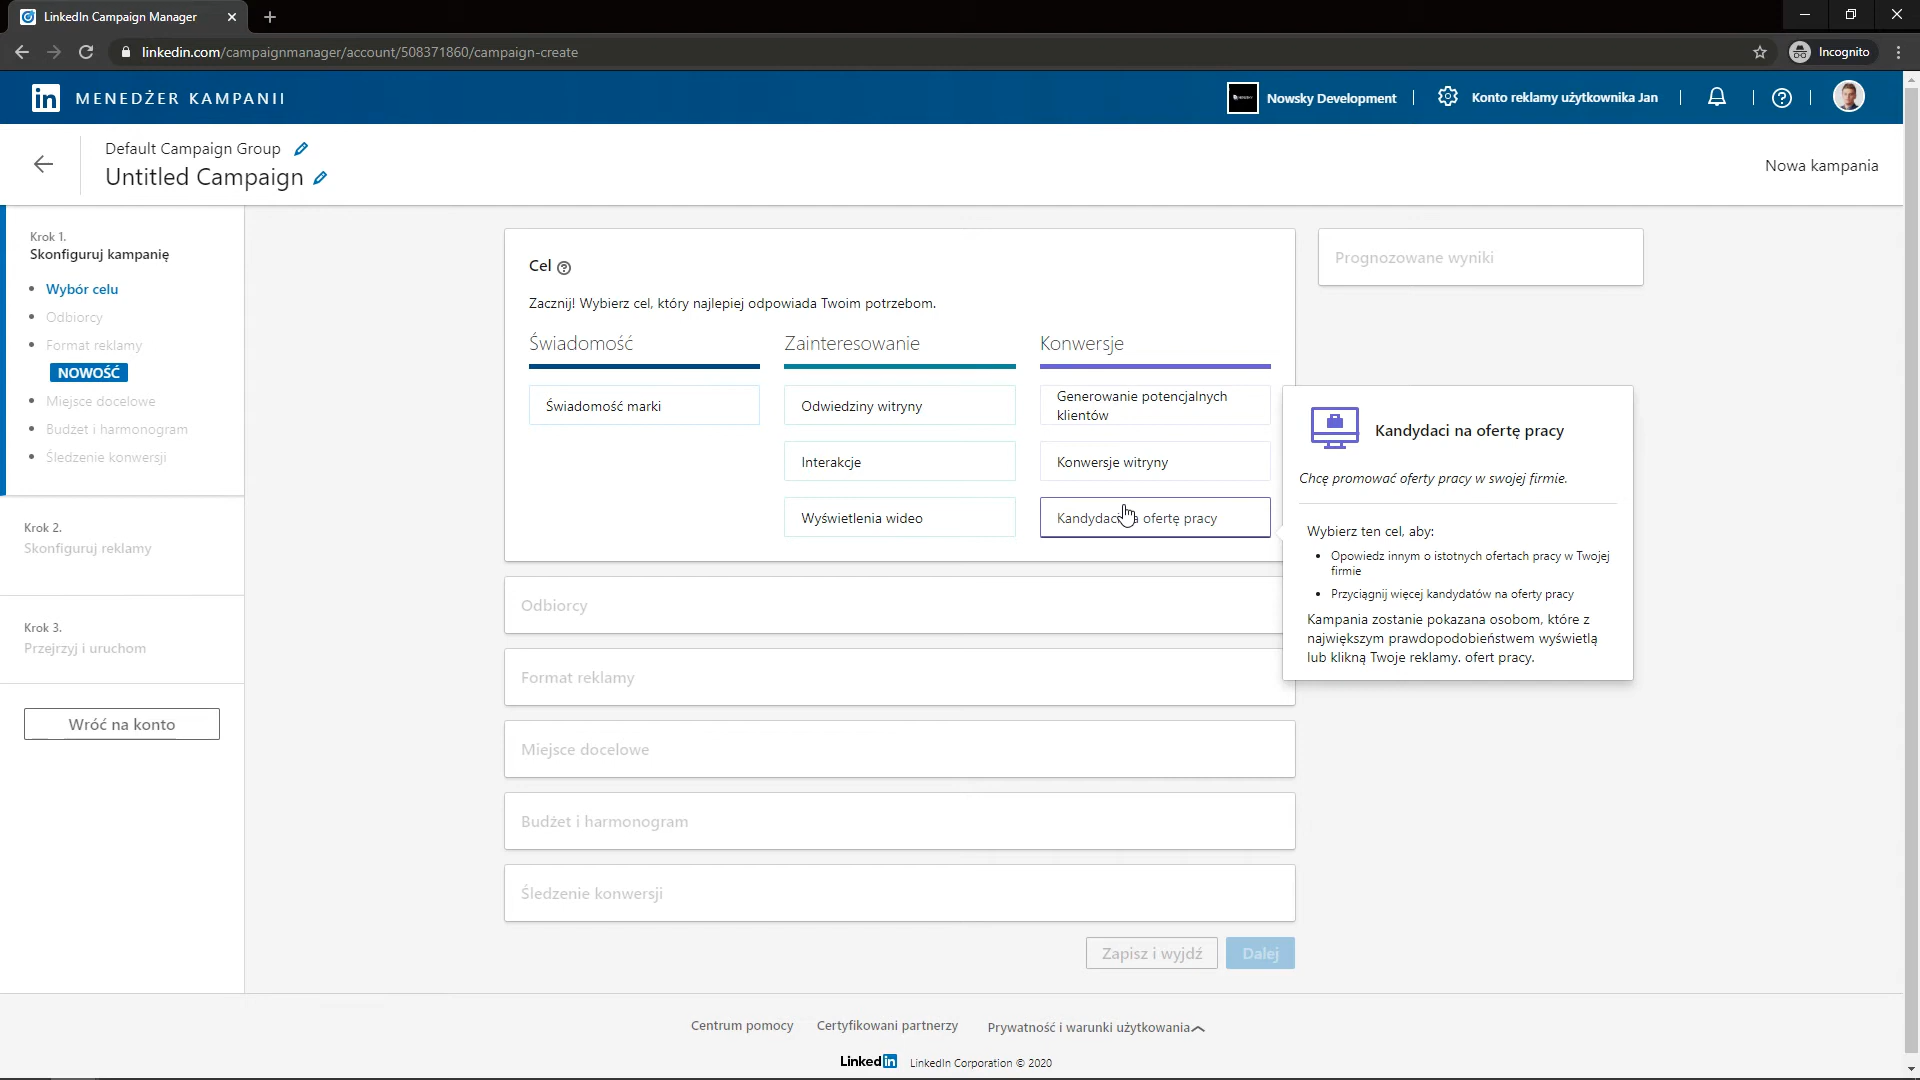 LinkedIn Campaign Manager
linkedin.com/campaignmanager/account/508371860/campaign-create
Incognito
in MENEDŻER KAMPANII
Nowsky Development
Konto reklamy użytkownika Jan
Default Campaign Group
Untitled Campaign
Nowa kampania
Krok 1.
Skonfiguruj kampanię
Wybór celu
Odbiorcy
Format reklamy
NOWOŚĆ
Miejsce docelowe
Budżet i harmonogram
Śledzenie konwersji
Krok 2.
Skonfiguruj reklamy
Krok 3.
Przejrzyj i uruchom
Wróć na konto
Cel
Zacznij! Wybierz cel, który najlepiej odpowiada Twoim potrzebom.
Świadomość
Świadomość marki
Zainteresowanie
Odwiedziny witryny
Interakcje
Wyświetlenia wideo
Konwersje
Generowanie potencjalnych
klientów
Konwersje witryny
Kandydaci na ofertę pracy
Prognozowane wyniki
Kandydaci na ofertę pracy
Chcę promować oferty pracy w swojej firmie.
Wybierz ten cel, aby:
Opowiedz innym o istotnych ofertach pracy w Twojej
firmie
Przyciągnij więcej kandydatów na oferty pracy
Kampania zostanie pokazana osobom, które z
największym prawdopodobieństwem wyświetlą
lub klikną Twoje reklamy. ofert pracy.
Odbiorcy
Format reklamy
Miejsce docelowe
Budżet i harmonogram
Śledzenie konwersji
Zapisz i wyjdź
Dalej
Centrum pomocy
Certyfikowani partnerzy
Prywatność i warunki użytkowania
LinkedIn LinkedIn Corporation © 2020